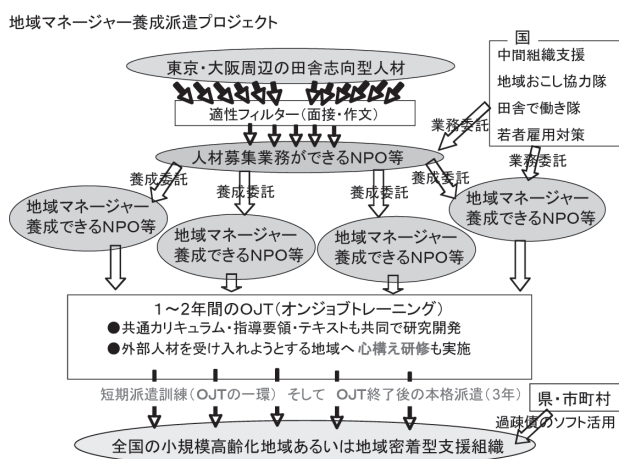 地域マネージャー養成派遣プロジェクト
国
中間組織支援
地域おこし協力隊
田舎で働き隊
若者雇用対策
東京・大阪周辺の田舎志向型人材
適性フィルター(面接・作文)
業務委託
人材募集業務ができるNPO等
業務委託
養成委託
養成委託
養成委託
養成委託
地域マネージャー
養成できるNPO等
地域マネージャー
養成できるNPO等
地域マネージャー
養成できるNPO等
地域マネージャー
養成できるNPO等
1~2年間のOJT(オンジョブトレーニング)
●共通カリキュラム・指導要領・テキストも共同で研究開発
●外部人材を受け入れようとする地域へ 心構え研修も実施
短期派遣訓練(OJTの一環) そして OJT終了後の本格派遣(3年)
県・市町村
過疎債のソフト活用
全国の小規模高齢化地域あるいは地域密着型支援組織